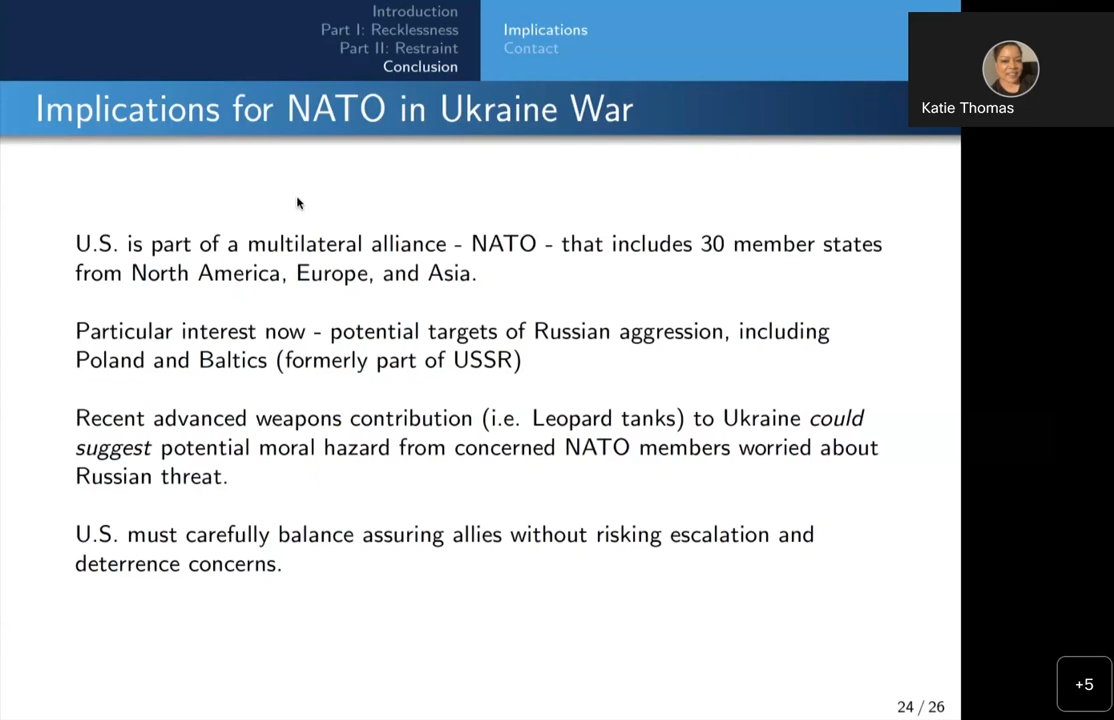 Introduction
Part I: Recklessness
Part II: Restraint
Conclusion
Implications
Contact
Katie Thomas
Implications for NATO in Ukraine War
U.S. is part of a multilateral alliance - NATO - that includes 30 member states
from North America, Europe, and Asia.
Particular interest now - potential targets of Russian aggression, including
Poland and Baltics (formerly part of USSR)
Recent advanced weapons contribution (i.e. Leopard tanks) to Ukraine could
suggest potential moral hazard from concerned NATO members worried about
Russian threat.
U.S. must carefully balance assuring allies without risking escalation and
deterrence concerns.
+5
24 / 26